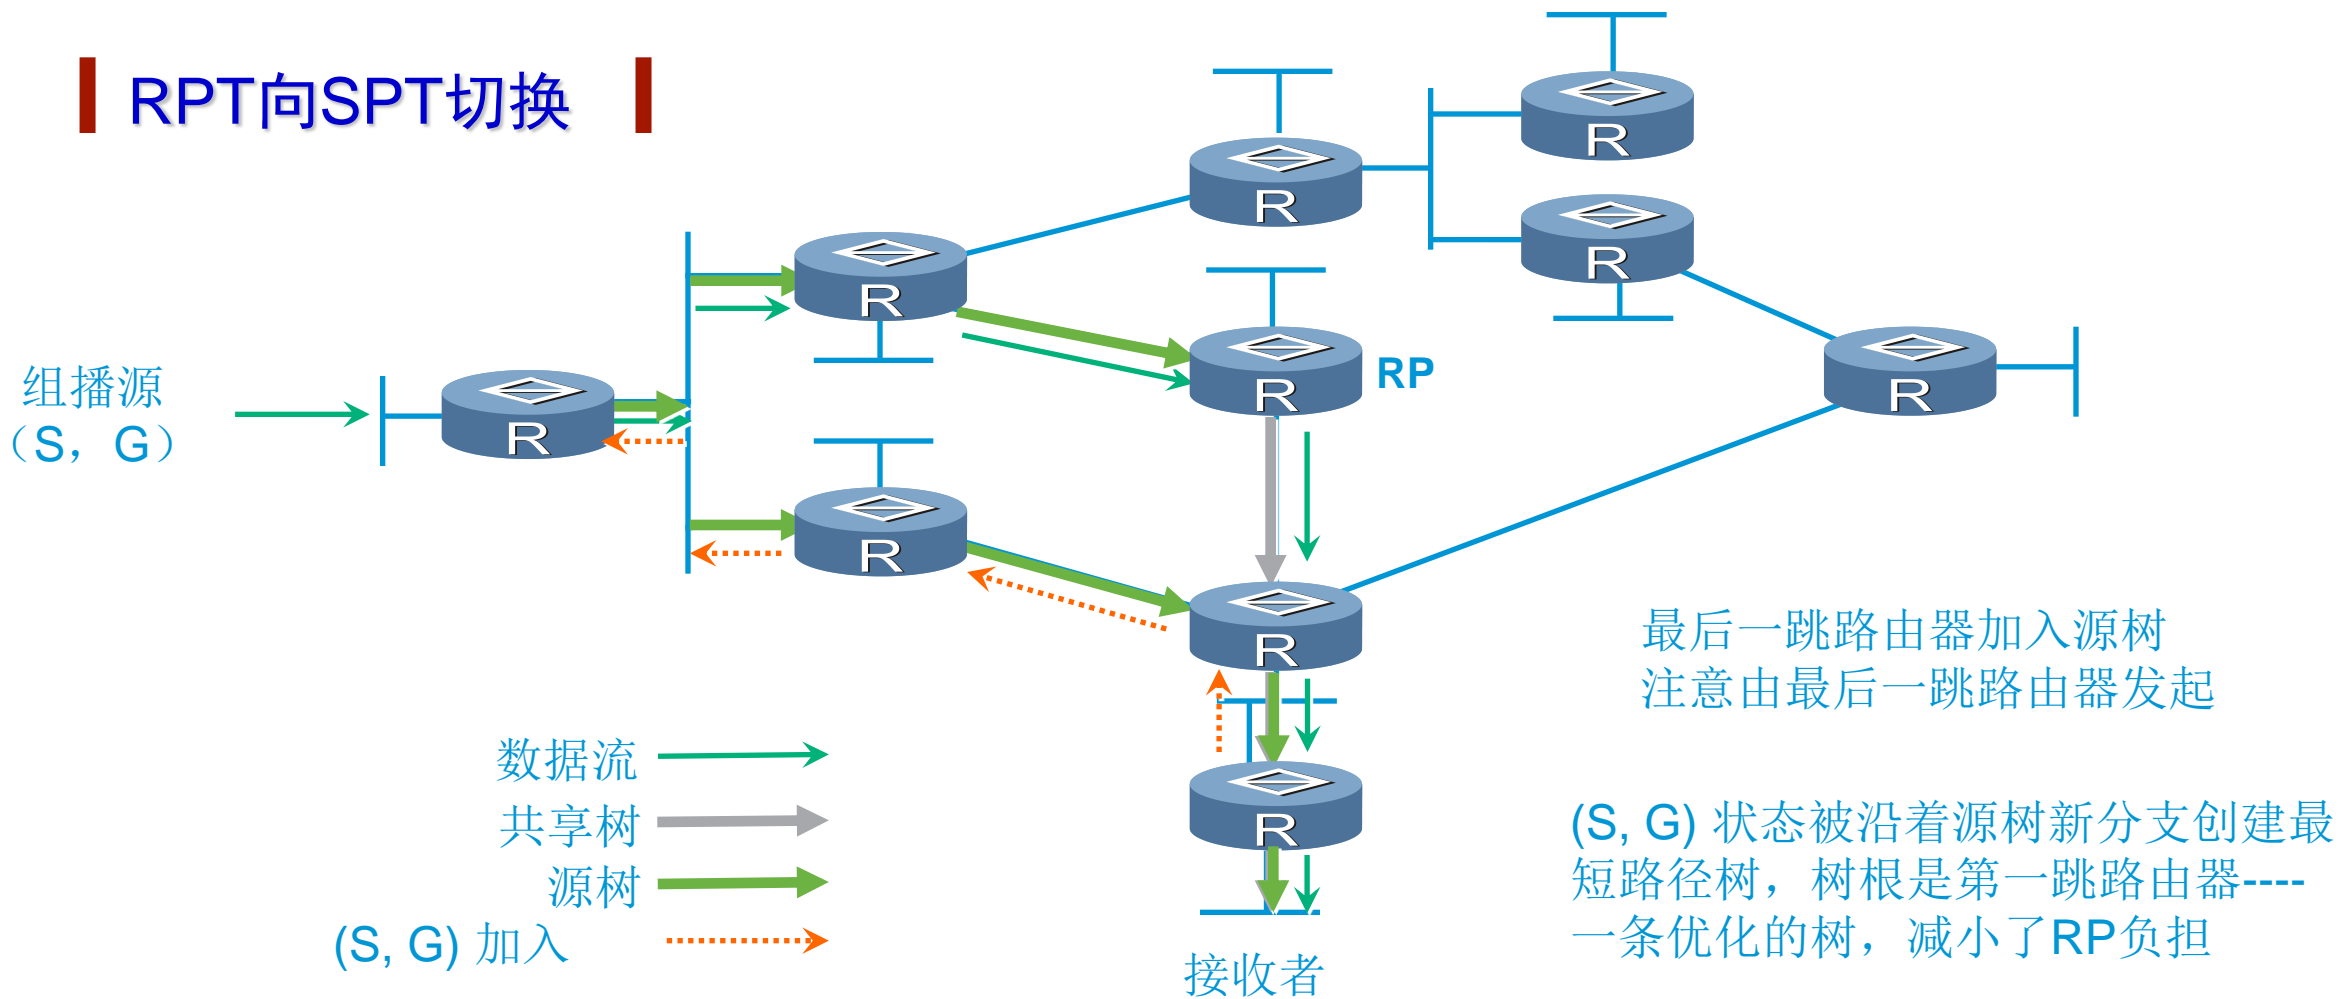 RPT向SPT切换
R
R
R
R
R
RP
R
R
组播源
（S，G）
R
R
R
最后一跳路由器加入源树
注意由最后一跳路由器发起
数据流
共享树
源树
(S, G) 加入
R
(S, G) 状态被沿着源树新分支创建最
短路径树，树根是第一跳路由器----
一条优化的树，减小了RP负担
接收者